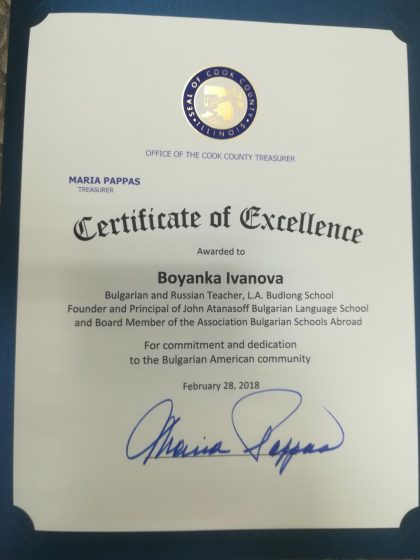 SEAL OF COOK COUNTY
ILLINOIS
OFFICE OF THE COOK COUNTY TREASURER
MARIA PAPPAS
TREASURER
Certificate of Excellence
Awarded to
Boyanka Ivanova
Bulgarian and Russian Teacher, L.A. Budlong School
Founder and Principal of John Atanasoff Bulgarian Language School
and Board Member of the Association Bulgarian Schools Abroad
For commitment and dedication
to the Bulgarian American community
February 28, 2018
Maria Pappas